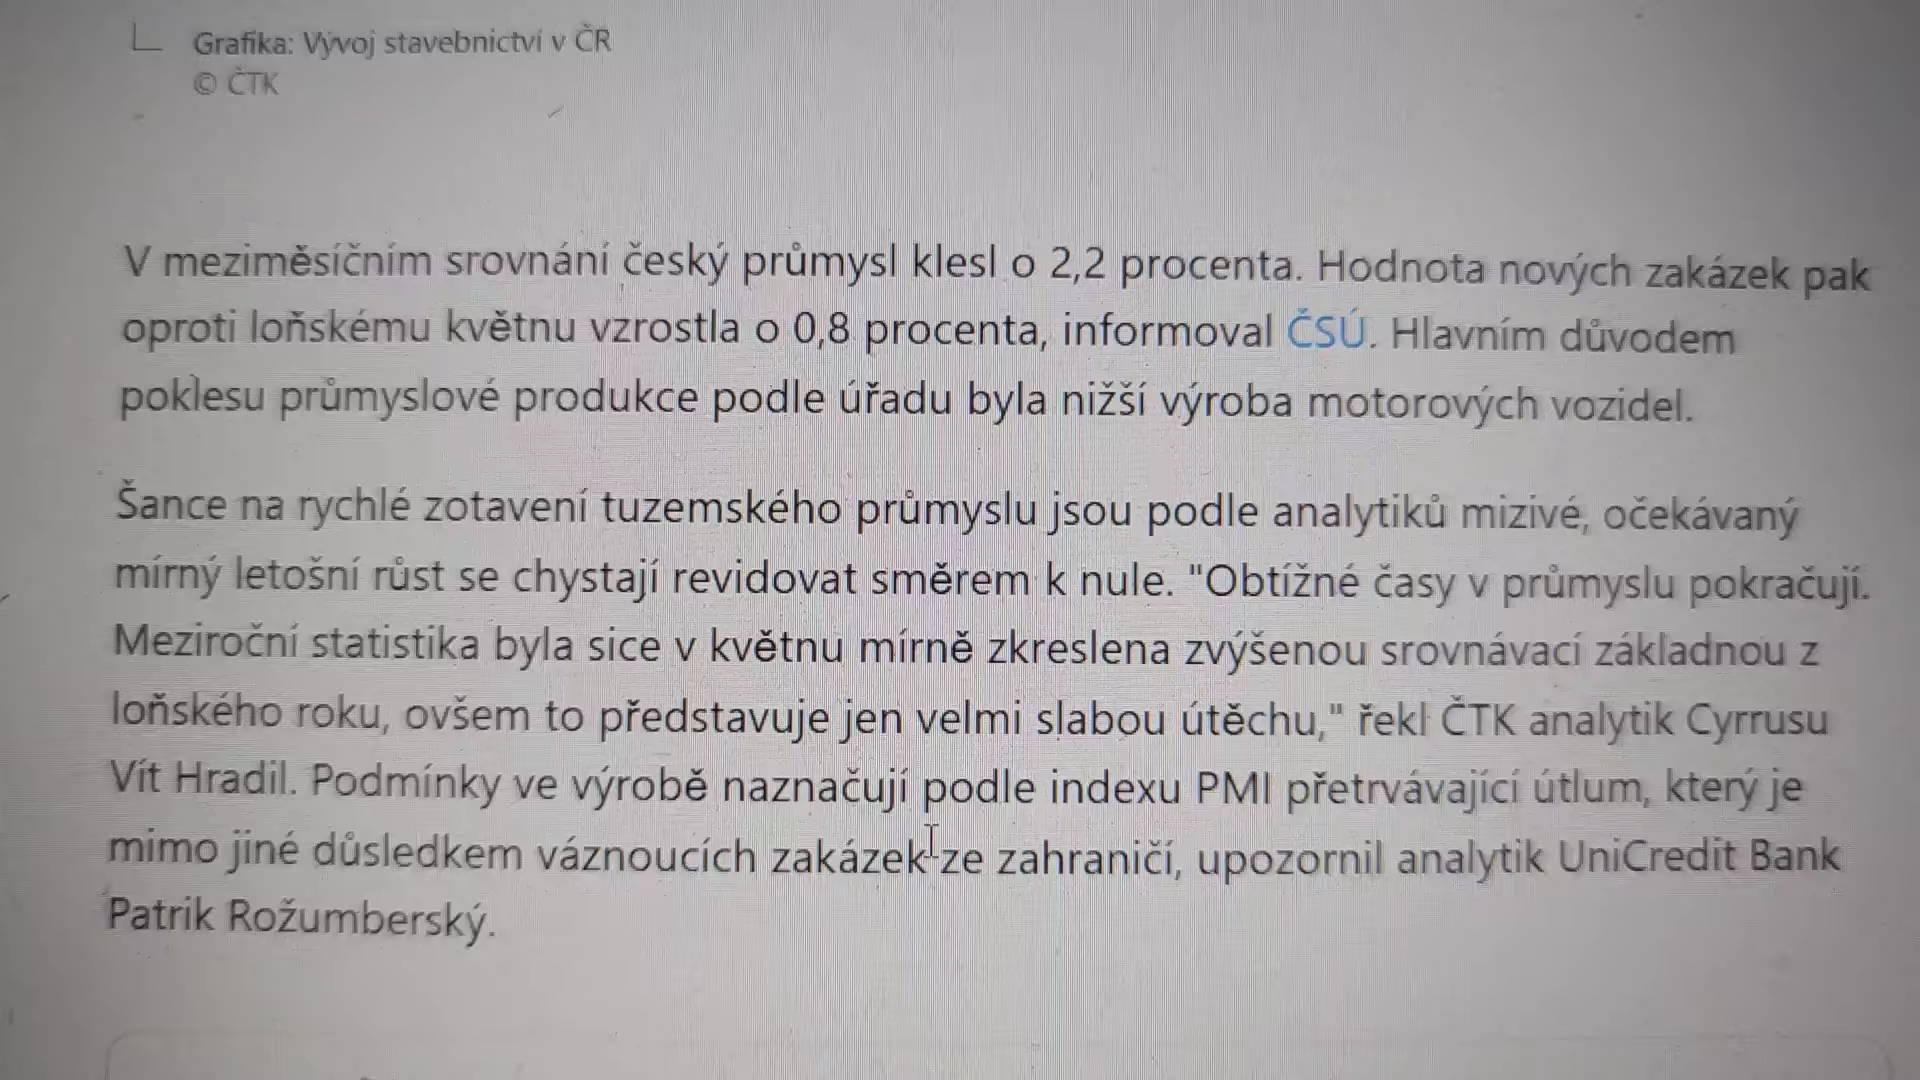 Grafika: Vývoj stavebnictví v ČR
© ČTK
V meziměsíčním srovnání český průmysl klesl o 2,2 procenta. Hodnota nových zakázek pak
oproti loňskému květnu vzrostla o 0,8 procenta, informoval ČSÚ. Hlavním důvodem
poklesu průmyslové produkce podle úřadu byla nižší výroba motorových vozidel.
Šance na rychlé zotavení tuzemského průmyslu jsou podle analytiků mizivé, očekávaný
mírný letošní růst se chystají revidovat směrem k nule. "Obtížné časy v průmyslu pokračují.
Meziroční statistika byla sice v květnu mírně zkreslena zvýšenou srovnávací základnou z
loňského roku, ovšem to představuje jen velmi slabou útěchu," řekl ČTK analytik Cyrrusu
Vít Hradil. Podmínky ve výrobě naznačují podle indexu PMI přetrvávající útlum, který je
mimo jiné důsledkem váznoucích zakázek ze zahraničí, upozornil analytik UniCredit Bank
Patrik Rožumberský.